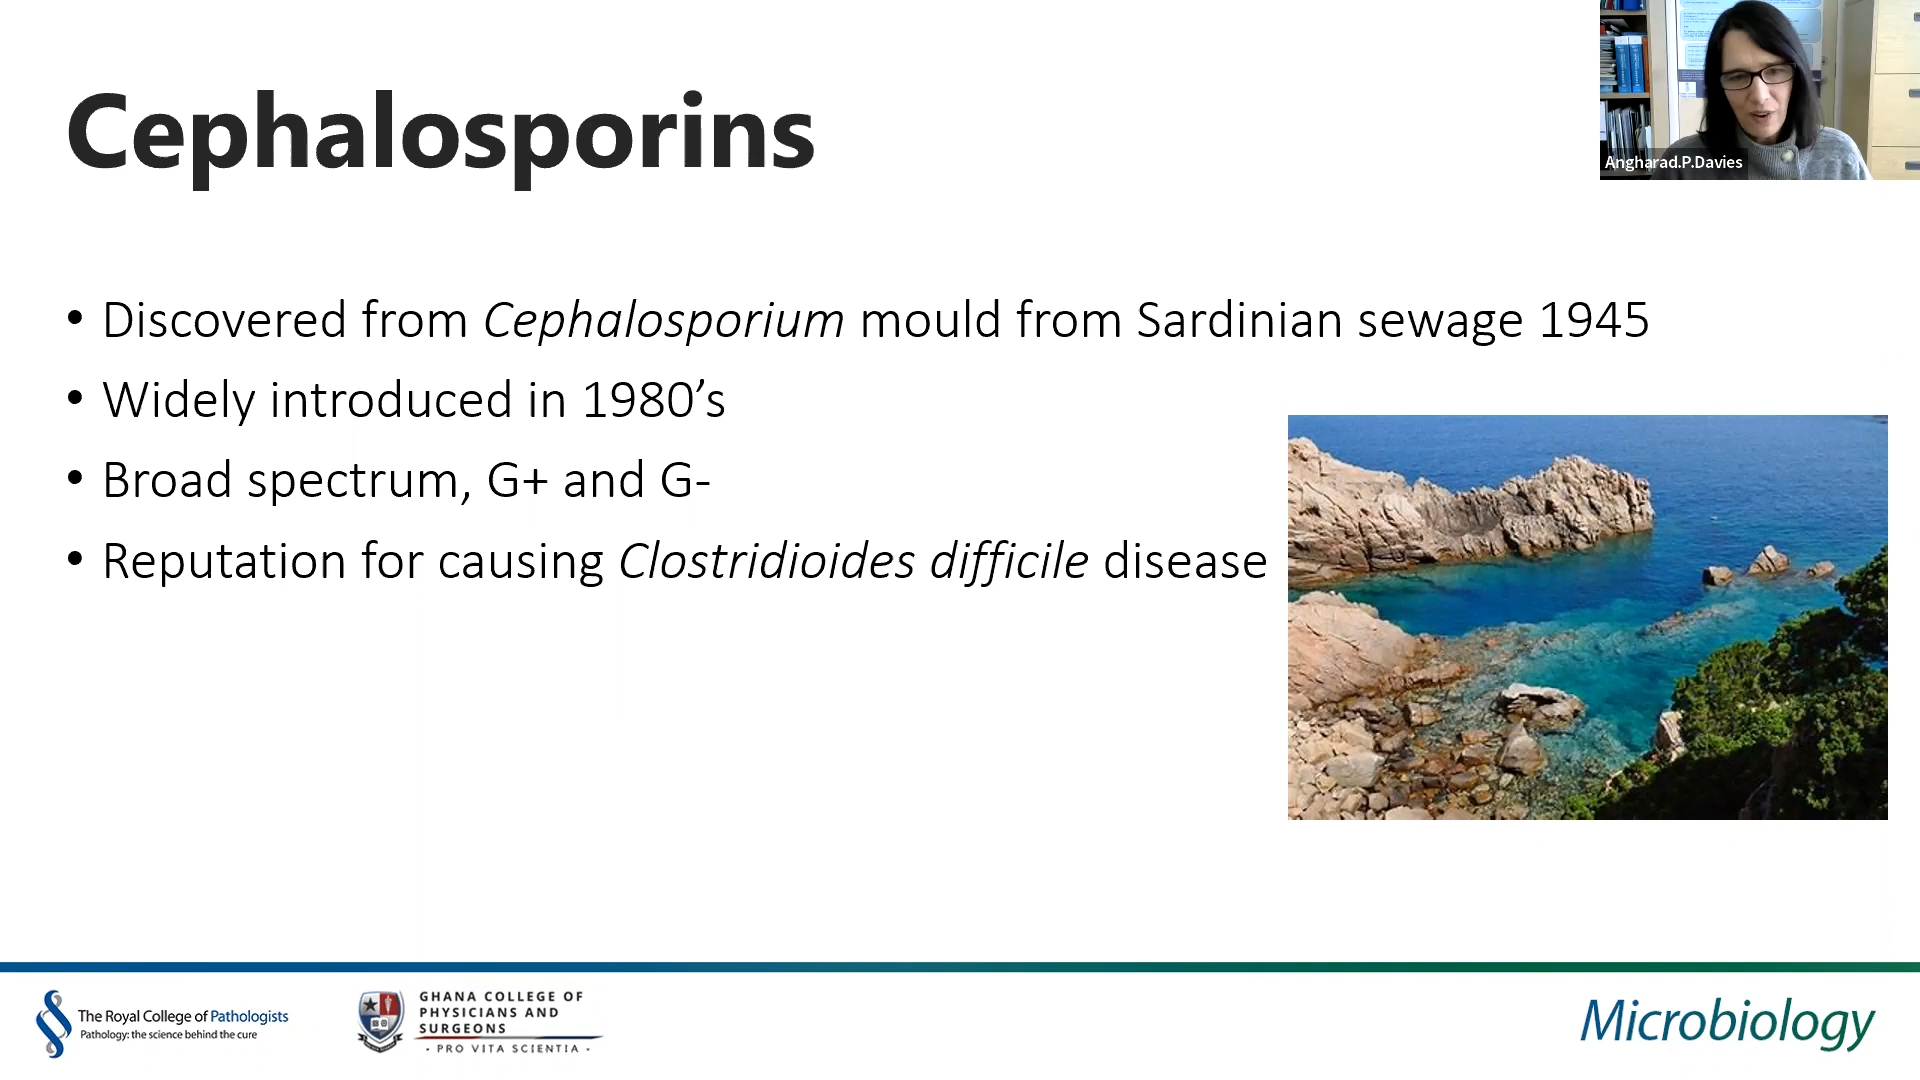 Cephalosporins
Angharad.P.Davies
• Discovered from Cephalosporium mould from Sardinian sewage 1945
• Widely introduced in 1980’s
• Broad spectrum, G+ and G-
• Reputation for causing Clostridioides difficile disease
The Royal College of Pathologists
Pathology: the science behind the cure
GHANA COLLEGE OF
PHYSICIANS AND
SURGEONS
- PRO VITA SCIENTIA -
Microbiology